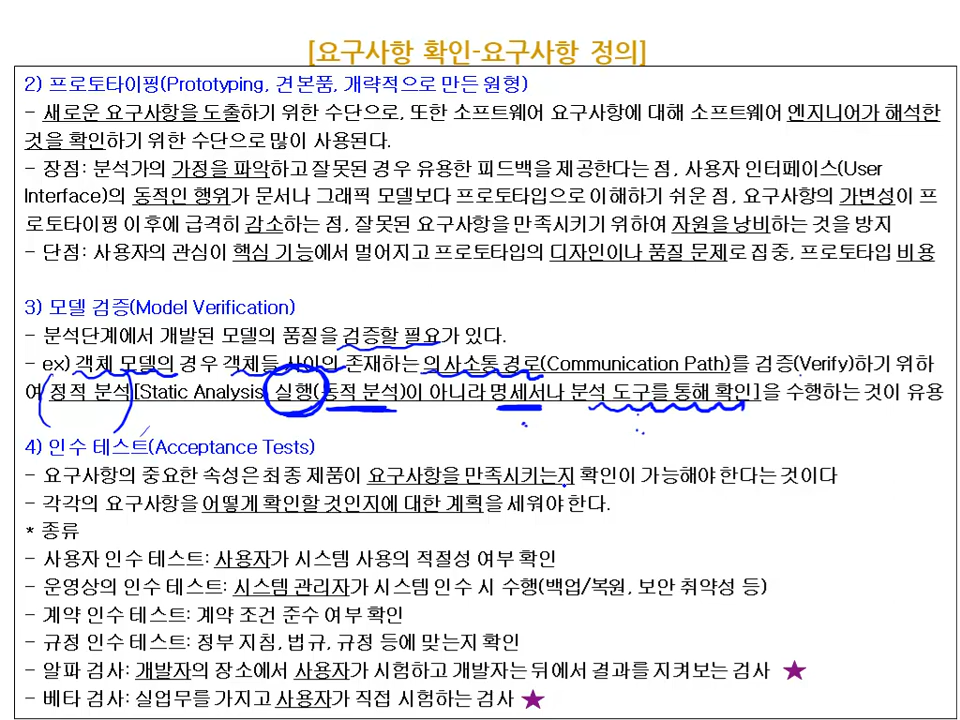 [요구사항 확인-요구사항 정의]
2) 프로토타이핑(Prototyping, 견본품, 개략적으로 만든 원형)
- 새로운 요구사항을 도출하기 위한 수단으로, 또한 소프트웨어 요구사항에 대해 소프트웨어 엔지니어가 해석한
것을 확인하기 위한 수단으로 많이 사용된다.
- 장점: 분석가의 가정을 파악하고 잘못된 경우 유용한 피드백을 제공한다는 점, 사용자 인터페이스(User
Interface)의 동적인 행위가 문서나 그래픽 모델보다 프로토타입으로 이해하기 쉬운 점, 요구사항의 가변성이 프
로토타이핑 이후에 급격히 감소하는 점, 잘못된 요구사항을 만족시키기 위하여 자원을 낭비하는 것을 방지
- 단점: 사용자의 관심이 핵심 기능에서 멀어지고 프로토타입의 디자인이나 품질 문제로 집중, 프로토타입 비용
3) 모델 검증(Model Verification)
- 분석단계에서 개발된 모델의 품질을 검증할 필요가 있다.
- ex) 객체 모델의 경우 객체들 사이의 존재하는 의사소통 경로(Communication Path)를 검증(Verify)하기 위하
여 정적 분석[Static Analysis, 실행(동적 분석)이 아니라 명세서나 분석 도구를 통해 확인]을 수행하는 것이 유용
4) 인수 테스트(Acceptance Tests)
- 요구사항의 중요한 속성은 최종 제품이 요구사항을 만족시키는지 확인이 가능해야 한다는 것이다
- 각각의 요구사항을 어떻게 확인할 것인지에 대한 계획을 세워야 한다.
* 종류
- 사용자 인수 테스트: 사용자가 시스템 사용의 적절성 여부 확인
- 운영상의 인수 테스트: 시스템 관리자가 시스템 인수 시 수행(백업/복원, 보안 취약성 등)
- 계약 인수 테스트: 계약 조건 준수 여부 확인
- 규정 인수 테스트: 정부 지침, 법규, 규정 등에 맞는지 확인
- 알파 검사: 개발자의 장소에서 사용자가 시험하고 개발자는 뒤에서 결과를 지켜보는 검사 ★
- 베타 검사: 실업무를 가지고 사용자가 직접 시험하는 검사 ★